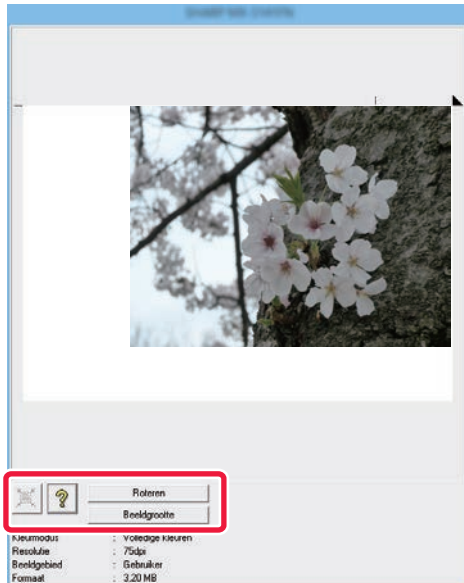 Roteren
Beeldgrootte
Kleurmodus : Volledige kleuren
Resolutie : 75dpi
Beeldgebied : Gebruiker
Formaat : 3.20 MB